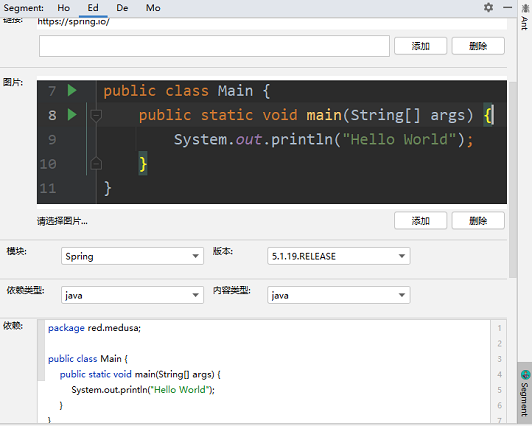 Segment: Ho Ed De Mo
链接: https://spring.io/
添加 删除
图片:
7 public class Main {
8 public static void main(String[] args) {
9 System.out.println("Hello World");
10 }
11 }
请选择图片... 添加 删除
模块: Spring 版本: 5.1.19.RELEASE
依赖类型: java 内容类型: java
依赖:
package red.medusa; 1
2
public class Main { 3
public static void main(String[] args) { 4
System.out.println("Hello World"); 5
} 6
} 7
Ant
Segment